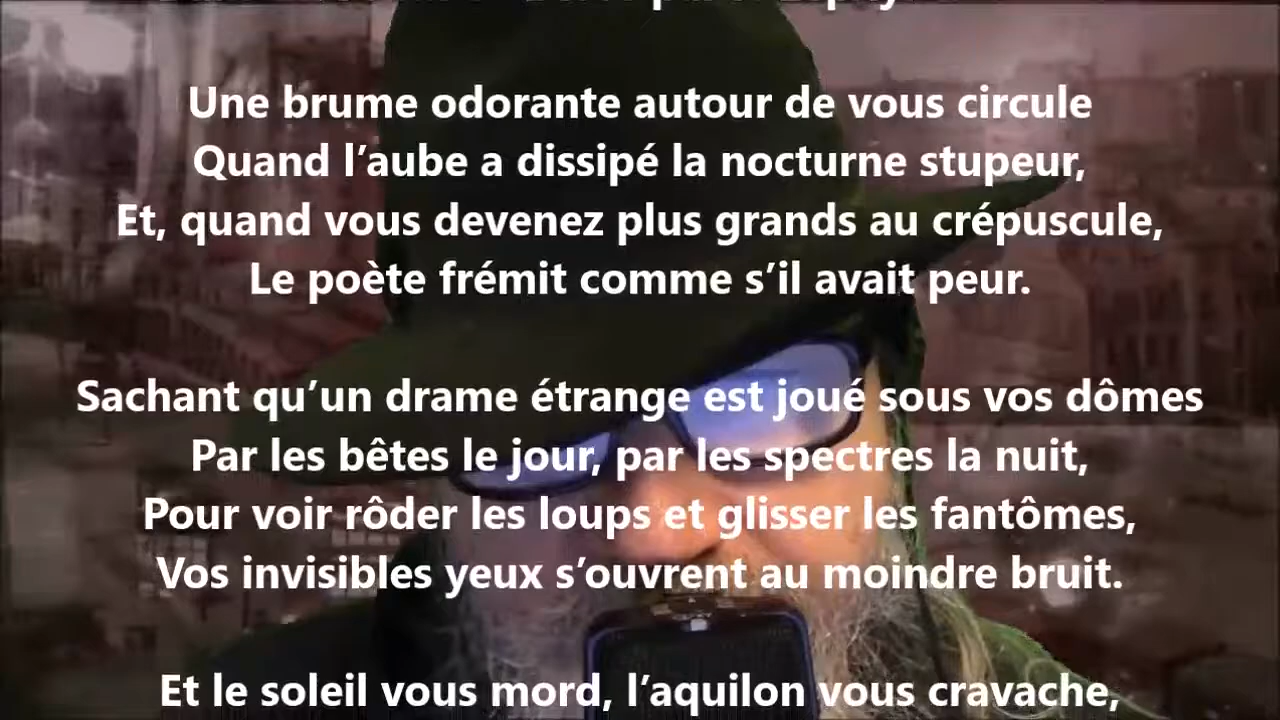 Une brume odorante autour de vous circule
Quand l’aube a dissipé la nocturne stupeur,
Et, quand vous devenez plus grands au crépuscule,
Le poète frémit comme s’il avait peur.
Sachant qu’un drame étrange est joué sous vos dômes
Par les bêtes le jour, par les spectres la nuit,
Pour voir rôder les loups et glisser les fantômes,
Vos invisibles yeux s’ouvrent au moindre bruit.
Et le soleil vous mord, l’aquilon vous cravache,